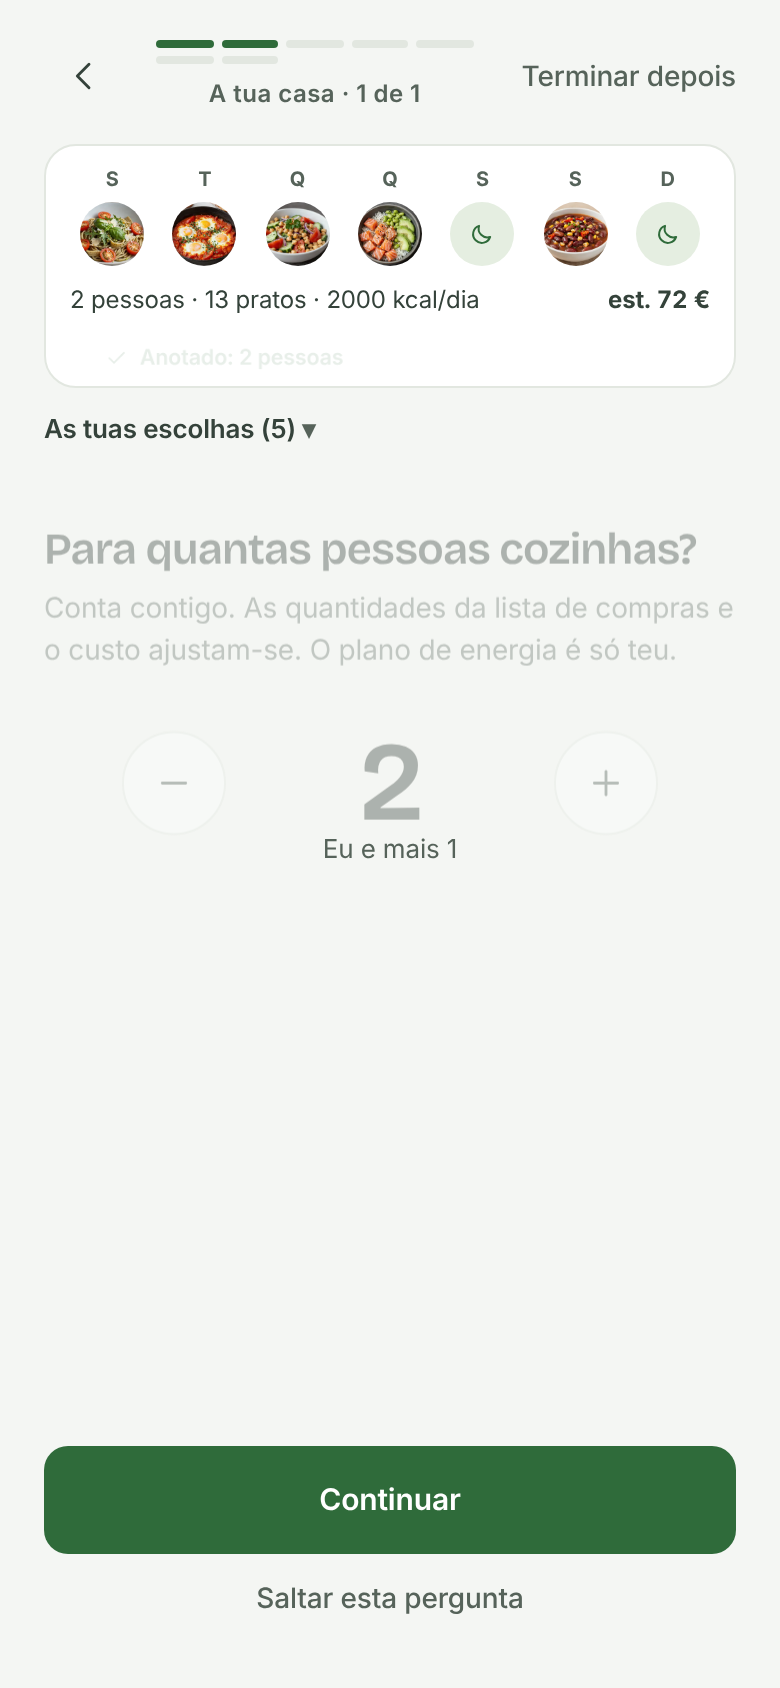 A tua casa · 1 de 1
Terminar depois
S T Q Q S S D
2 pessoas · 13 pratos · 2000 kcal/dia est. 72 €
Anotado: 2 pessoas
As tuas escolhas (5) ▾
Para quantas pessoas cozinhas?
Conta contigo. As quantidades da lista de compras e
o custo ajustam-se. O plano de energia é só teu.
2
Eu e mais 1
Continuar
Saltar esta pergunta